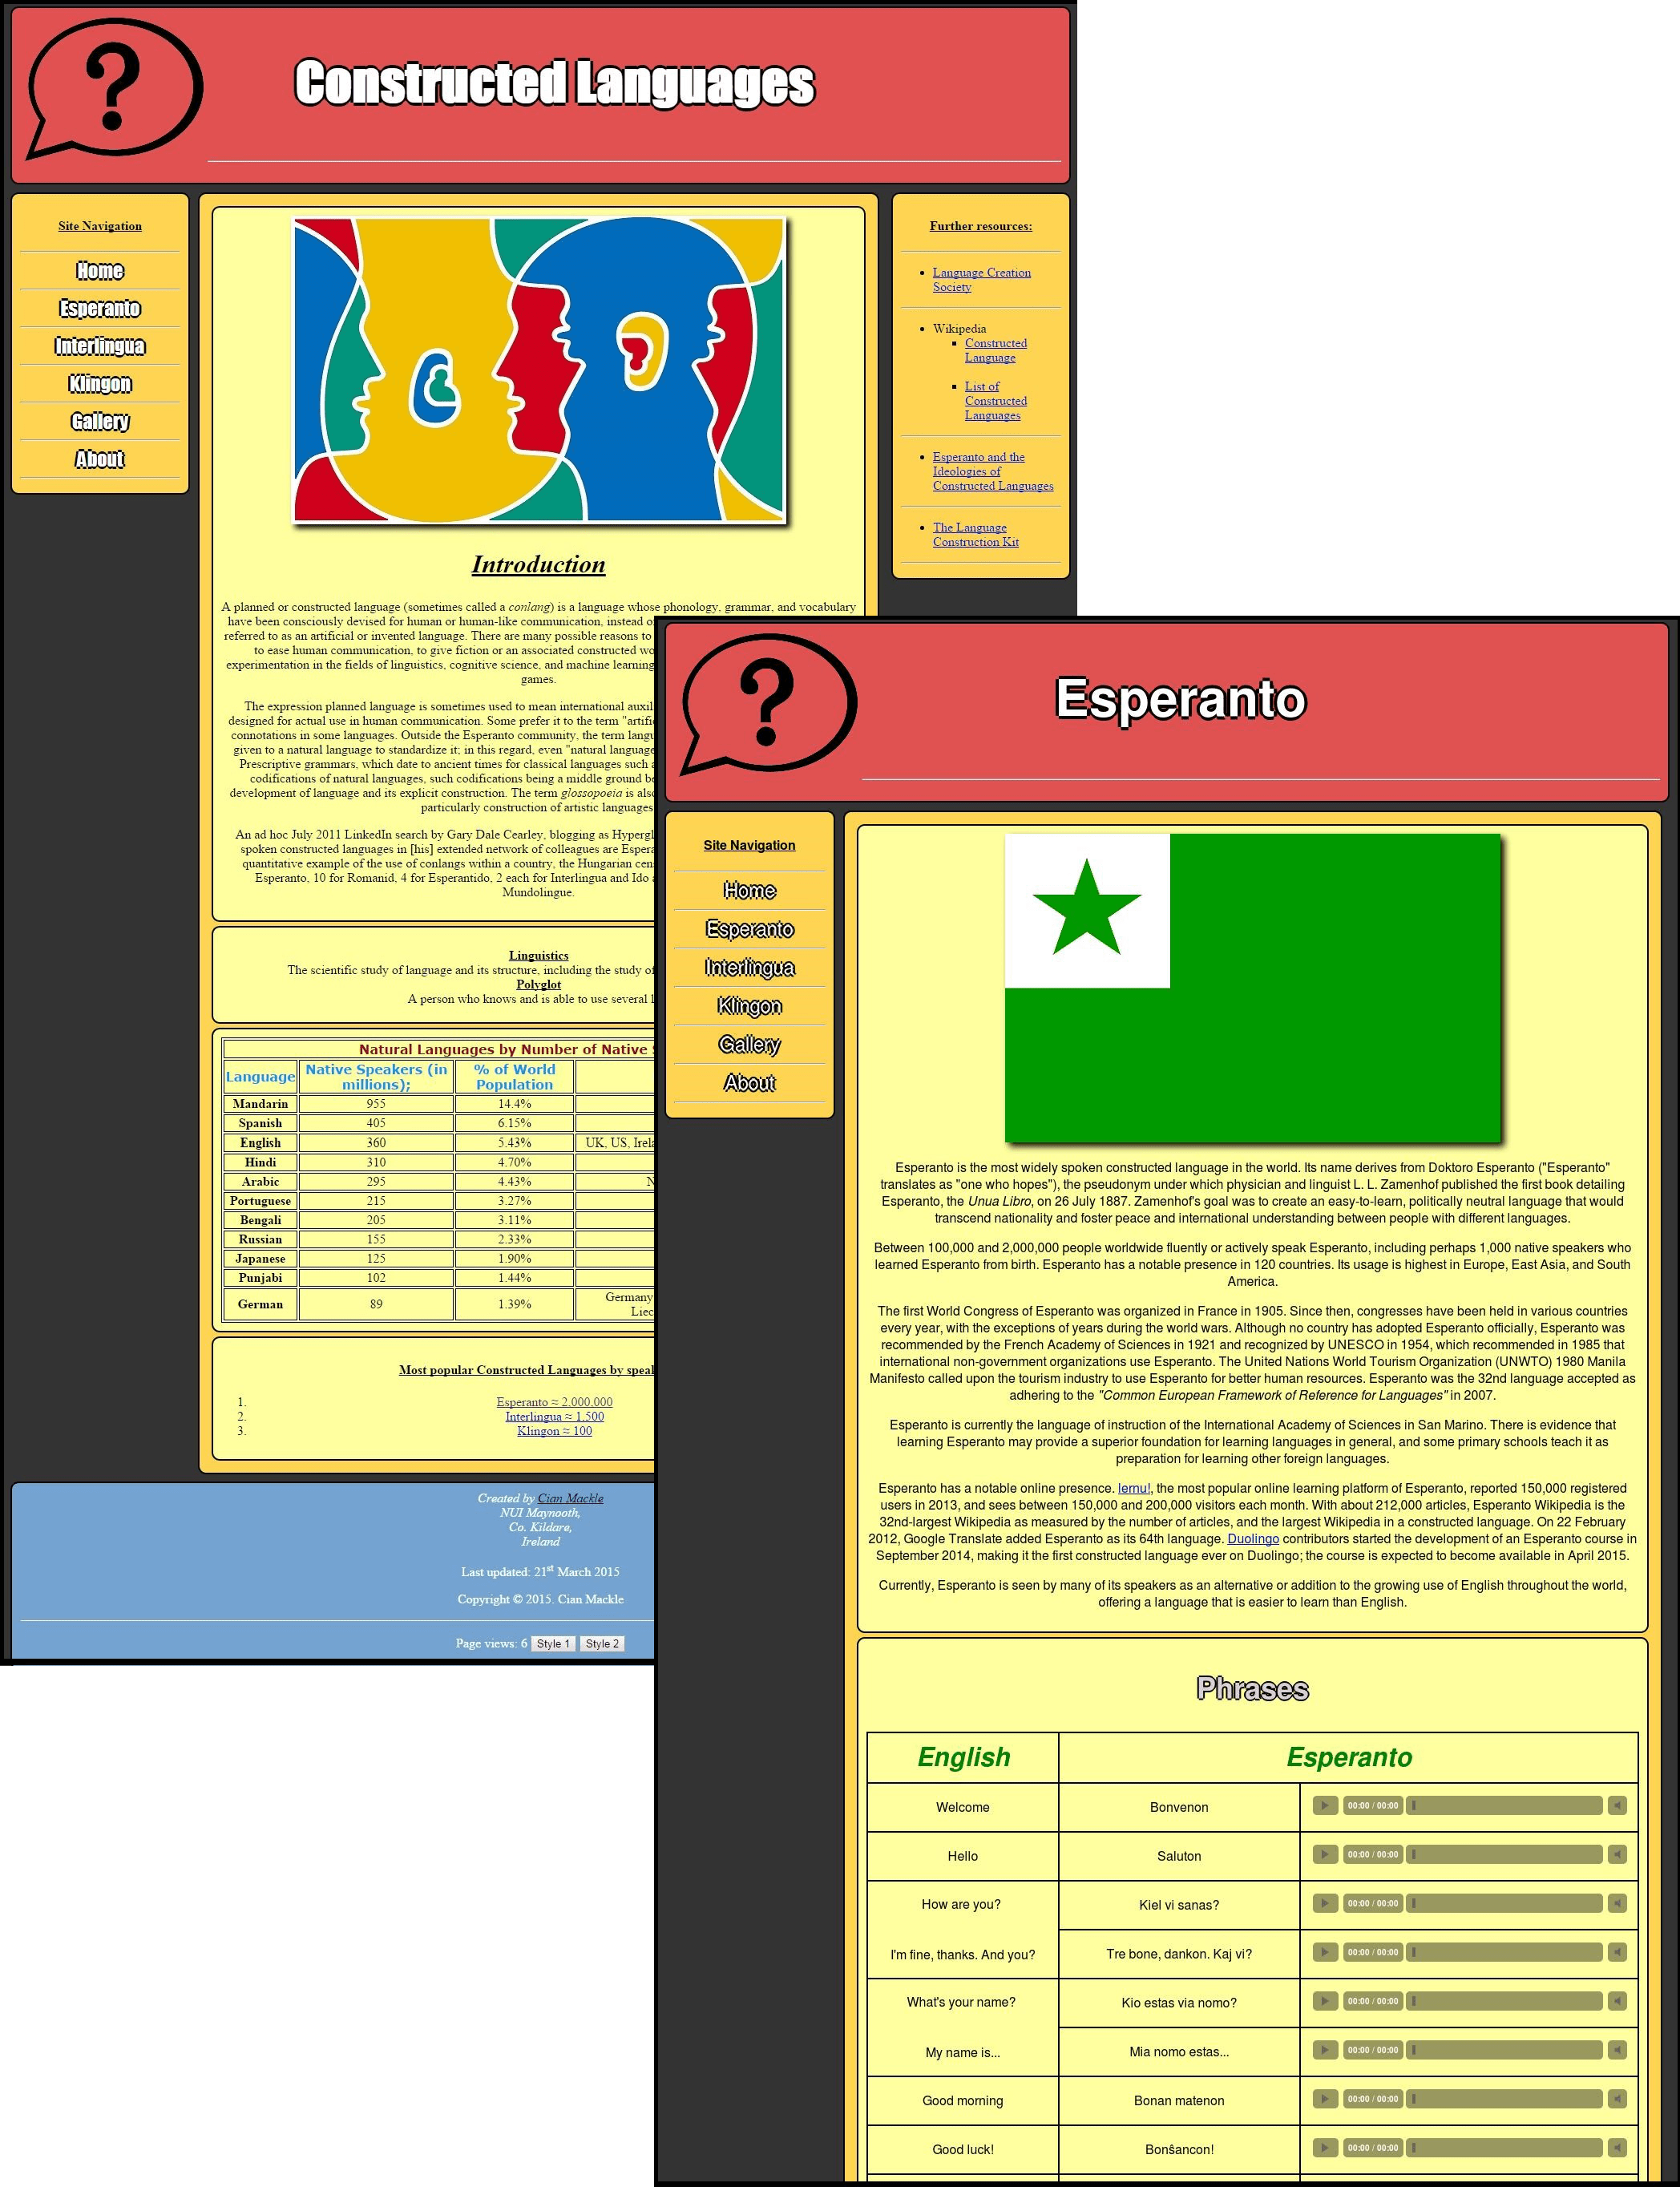 ?
Constructed Languages
Site Navigation
Home
Esperanto
Interlingua
Klingon
Gallery
About
Introduction
A planned or constructed language (sometimes called a conlang) is a language whose phonology, grammar, and vocabulary
have been consciously devised for human or human-like communication, instead o
referred to as an artificial or invented language. There are many possible reasons to
to ease human communication, to give fiction or an associated constructed wo
experimentation in the fields of linguistics, cognitive science, and machine learning
games.
The expression planned language is sometimes used to mean international auxil
designed for actual use in human communication. Some prefer it to the term "artific
connotations in some languages. Outside the Esperanto community, the term langu
given to a natural language to standardize it; in this regard, even "natural language
Prescriptive grammars, which date to ancient times for classical languages such a
codifications of natural languages, such codifications being a middle ground be
development of language and its explicit construction. The term glossopoeia is also
particularly construction of artistic languages
An ad hoc July 2011 LinkedIn search by Gary Dale Cearley, blogging as Hypergl
spoken constructed languages in [his] extended network of colleagues are Espera
quantitative example of the use of conlangs within a country, the Hungarian cens
Esperanto, 10 for Romanid, 4 for Esperantido, 2 each for Interlingua and Ido a
Mundolingue.
Linguistics
The scientific study of language and its structure, including the study of
Polyglot
A person who knows and is able to use several l
Natural Languages by Number of Native S
Language Native Speakers (in millions); % of World Population
Mandarin 955 14.4%
Spanish 405 6.15%
English 360 5.43% UK, US, Irela
Hindi 310 4.70%
Arabic 295 4.43% N
Portuguese 215 3.27%
Bengali 205 3.11%
Russian 155 2.33%
Japanese 125 1.90%
Punjabi 102 1.44%
German 89 1.39% Germany
Liec
Most popular Constructed Languages by speak
1. Esperanto ≈ 2,000,000
2. Interlingua ≈ 1,500
3. Klingon ≈ 100
Further resources:
Language Creation
Society
Wikipedia
Constructed
Language
List of
Constructed
Languages
Esperanto and the
Ideologies of
Constructed Languages
The Language
Construction Kit
Created by Cian Mackle
NUI Maynooth,
Co. Kildare,
Ireland
Last updated: 21st March 2015
Copyright © 2015. Cian Mackle
Page views: 6 Style 1 Style 2
?
Esperanto
Site Navigation
Home
Esperanto
Interlingua
Klingon
Gallery
About
Esperanto is the most widely spoken constructed language in the world. Its name derives from Doktoro Esperanto ("Esperanto"
translates as "one who hopes"), the pseudonym under which physician and linguist L. L. Zamenhof published the first book detailing
Esperanto, the Unua Libro, on 26 July 1887. Zamenhof's goal was to create an easy-to-learn, politically neutral language that would
transcend nationality and foster peace and international understanding between people with different languages.
Between 100,000 and 2,000,000 people worldwide fluently or actively speak Esperanto, including perhaps 1,000 native speakers who
learned Esperanto from birth. Esperanto has a notable presence in 120 countries. Its usage is highest in Europe, East Asia, and South
America.
The first World Congress of Esperanto was organized in France in 1905. Since then, congresses have been held in various countries
every year, with the exceptions of years during the world wars. Although no country has adopted Esperanto officially, Esperanto was
recommended by the French Academy of Sciences in 1921 and recognized by UNESCO in 1954, which recommended in 1985 that
international non-government organizations use Esperanto. The United Nations World Tourism Organization (UNWTO) 1980 Manila
Manifesto called upon the tourism industry to use Esperanto for better human resources. Esperanto was the 32nd language accepted as
adhering to the "Common European Framework of Reference for Languages" in 2007.
Esperanto is currently the language of instruction of the International Academy of Sciences in San Marino. There is evidence that
learning Esperanto may provide a superior foundation for learning languages in general, and some primary schools teach it as
preparation for learning other foreign languages.
Esperanto has a notable online presence. lernu!, the most popular online learning platform of Esperanto, reported 150,000 registered
users in 2013, and sees between 150,000 and 200,000 visitors each month. With about 212,000 articles, Esperanto Wikipedia is the
32nd-largest Wikipedia as measured by the number of articles, and the largest Wikipedia in a constructed language. On 22 February
2012, Google Translate added Esperanto as its 64th language. Duolingo contributors started the development of an Esperanto course in
September 2014, making it the first constructed language ever on Duolingo; the course is expected to become available in April 2015.
Currently, Esperanto is seen by many of its speakers as an alternative or addition to the growing use of English throughout the world,
offering a language that is easier to learn than English.
Phrases
English Esperanto
Welcome Bonvenon 00:00 / 00:00
Hello Saluton 00:00 / 00:00
How are you? Kiel vi sanas? 00:00 / 00:00
I'm fine, thanks. And you? Tre bone, dankon. Kaj vi? 00:00 / 00:00
What's your name? Kio estas via nomo? 00:00 / 00:00
My name is... Mia nomo estas... 00:00 / 00:00
Good morning Bonan matenon 00:00 / 00:00
Good luck! Bonŝancon! 00:00 / 00:00